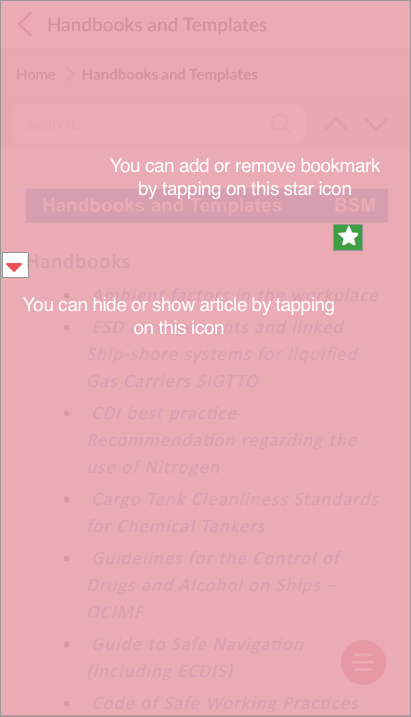 Handbooks and Templates
Home > Handbooks and Templates
Search...
You can add or remove bookmark
by tapping on this star icon
Handbooks and Templates BSM
Handbooks
• Ambient factors in the workplace
You can hide or show article by tapping
on this icon
• ESD nts and linked
Ship-shore systems for liquified
Gas Carriers SIGTTO
• CDI best practice
Recommendation regarding the
use of Nitrogen
• Cargo Tank Cleanliness Standards
for Chemical Tankers
• Guidelines for the Control of
Drugs and Alcohol on Ships –
OCIMF
• Guide to Safe Navigation
(including ECDIS)
• Code of Safe Working Practices